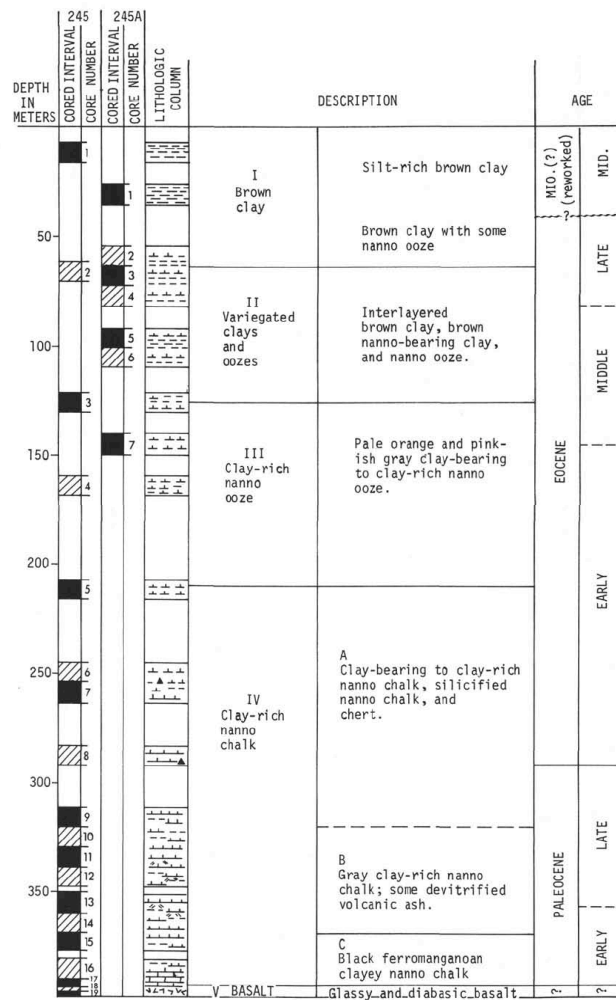 245 245A
DEPTH
IN
METERS
CORED INTERVAL
CORE NUMBER
CORED INTERVAL
CORE NUMBER
LITHOLOGIC
COLUMN
DESCRIPTION
AGE
1
I
Brown
clay
Silt-rich brown clay
MIO.(?)
(reworked)
MID.
1
?
50
Brown clay with some
nanno ooze
LATE
2
2
3
4
II
Variegated
clays
and
oozes
Interlayered
brown clay, brown
nanno-bearing clay,
and nanno ooze.
100
5
6
MIDDLE
3
7
150
III
Clay-rich
nanno
ooze
Pale orange and pink-
ish gray clay-bearing
to clay-rich nanno
ooze.
EOCENE
4
200
5
EARLY
250
6
7
IV
Clay-rich
nanno
chalk
A
Clay-bearing to clay-rich
nanno chalk, silicified
nanno chalk, and
chert.
8
300
9
10
11
12
LATE
B
Gray clay-rich nanno
chalk; some devitrified
volcanic ash.
350
13
14
15
PALEOCENE
C
Black ferromanganoan
clayey nanno chalk
EARLY
16
17
18
19
V BASALT
Glassy and diabasic basalt
?
?